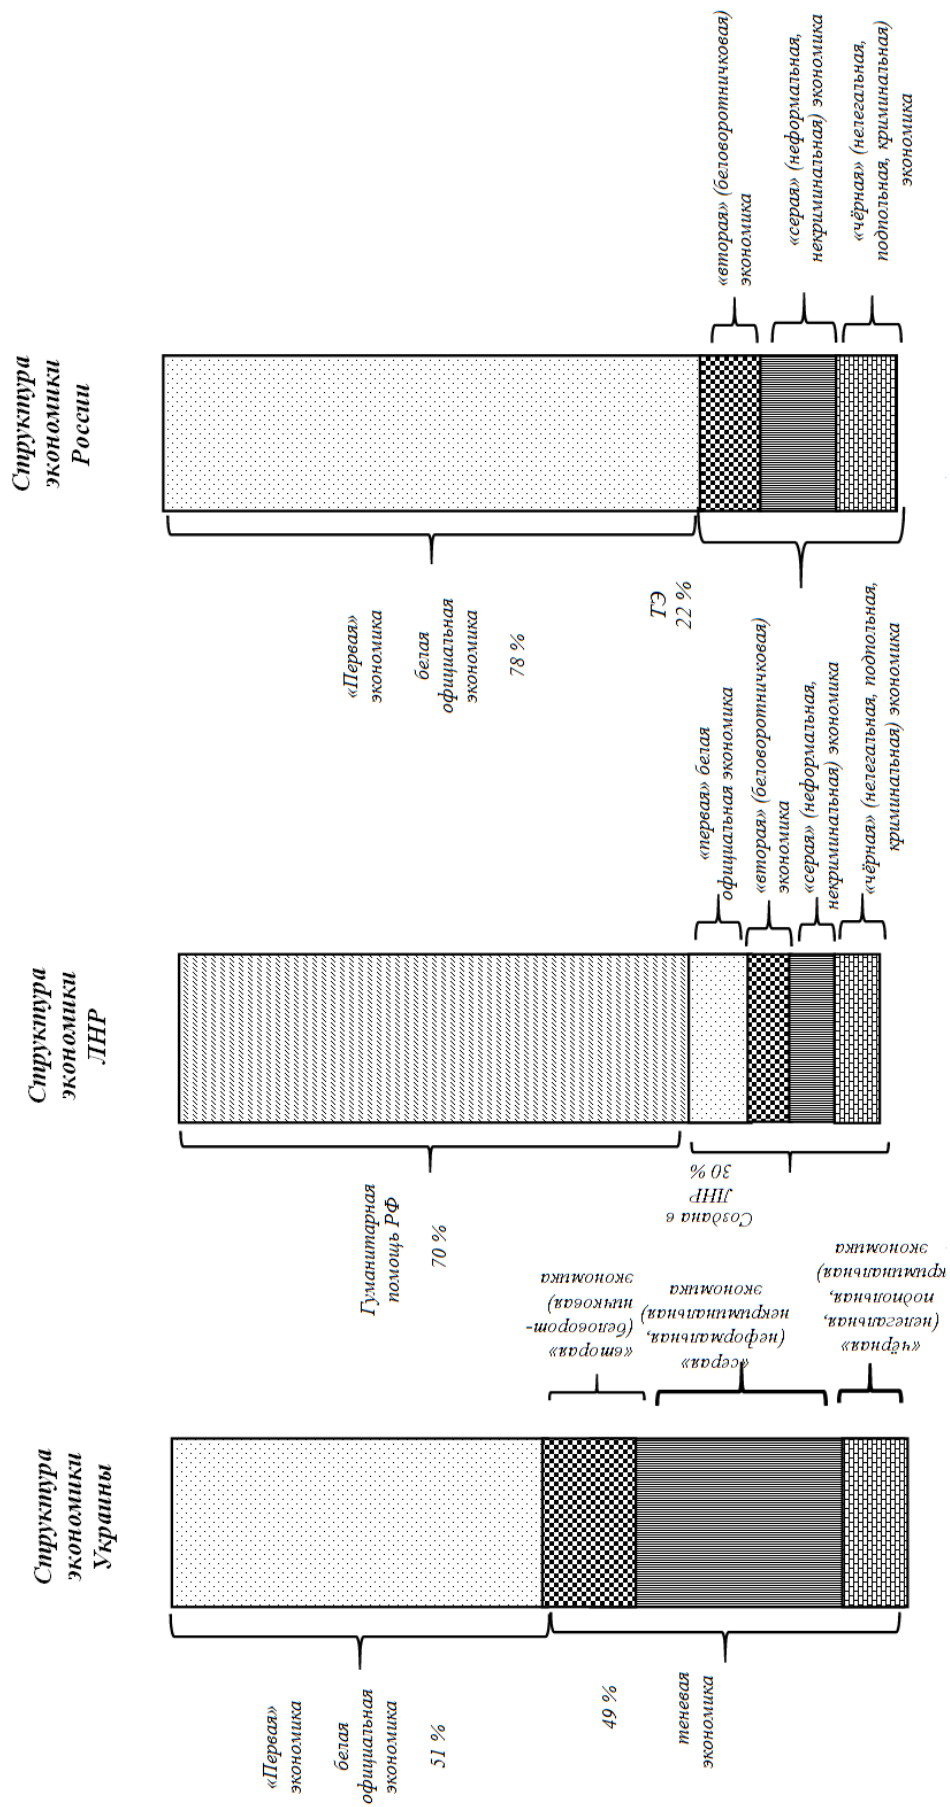 Структура
экономики
Украины
«Первая»
экономика
белая
официальная
экономика
51 %
49 %
теневая
экономика
«вторая»
(беловорот-
ничковая)
экономика
«серая»
(неформальная,
некриминальная)
экономика
«чёрная»
(нелегальная,
подпольная,
криминальная)
экономика
Структура
экономики
ЛНР
Гуманитарная
помощь РФ
70 %
Создана в
ЛНР
30 %
«первая» белая
официальная экономика
«вторая» (беловоротничковая)
экономика
«серая» (неформальная,
некриминальная) экономика
«чёрная» (нелегальная, подпольная,
криминальная) экономика
Структура
экономики
России
«Первая»
экономика
белая
официальная
экономика
78 %
ТЭ
22 %
«вторая» (беловоротничковая)
экономика
«серая» (неформальная,
некриминальная) экономика
«чёрная» (нелегальная,
подпольная, криминальная)
экономика